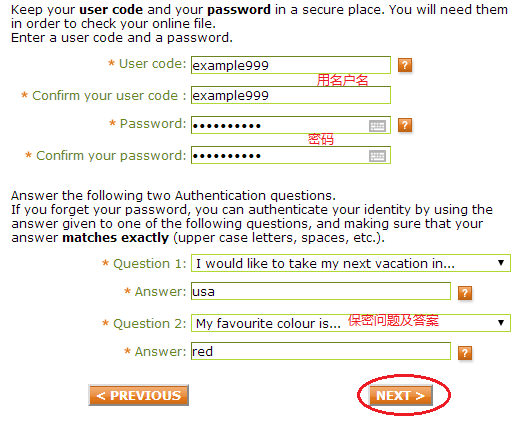 Keep your user code and your password in a secure place. You will need them
in order to check your online file.
Enter a user code and a password.
* User code: example999 ?
用名户名
* Confirm your user code : example999
* Password: •••••••••• ?
密码
* Confirm your password: ••••••••••
Answer the following two Authentication questions.
If you forget your password, you can authenticate your identity by using the
answer given to one of the following questions, and making sure that your
answer matches exactly (upper case letters, spaces, etc.).
* Question 1: I would like to take my next vacation in...
* Answer: usa ?
* Question 2: My favourite colour is... 保密问题及答案
* Answer: red ?
< PREVIOUS NEXT >